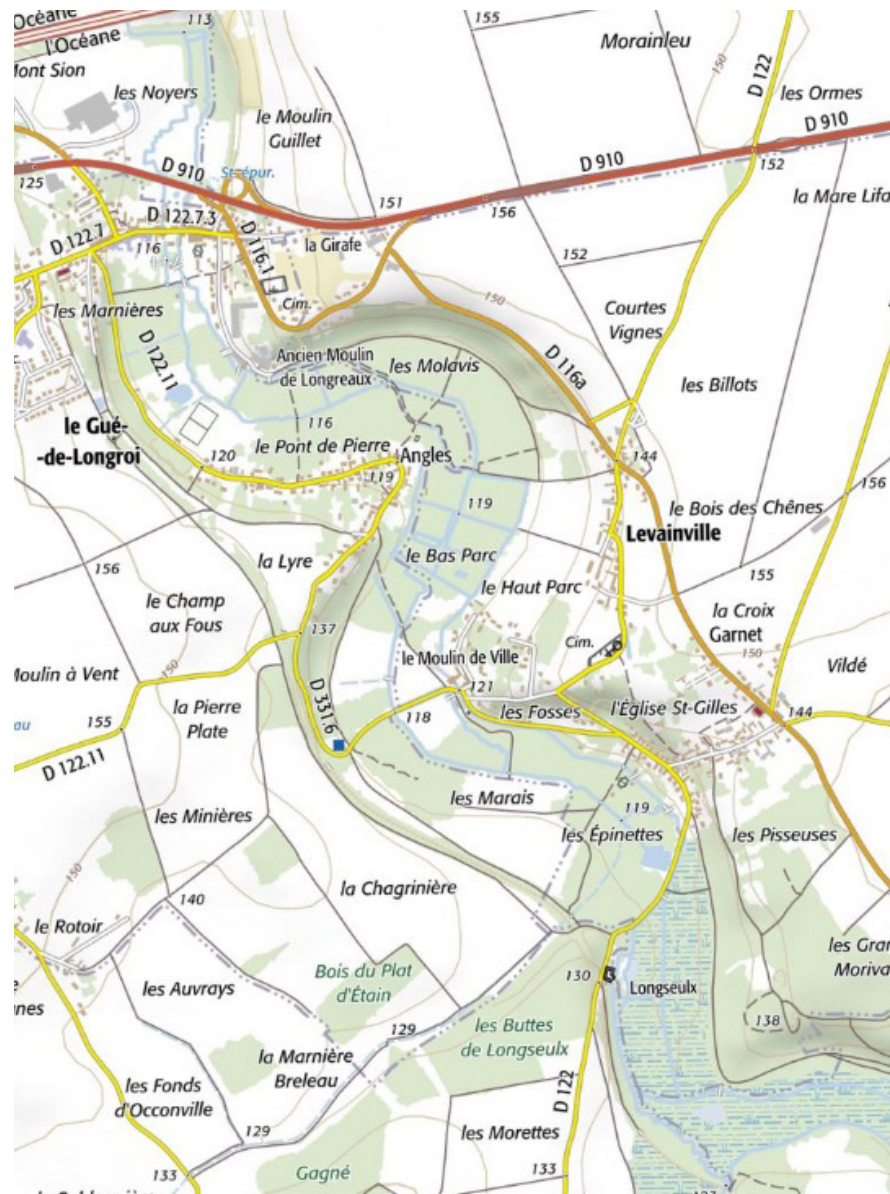 Océane
l'Océane
113
155
Morainleu
150
D 122
Mont Sion
les Noyers
le Moulin
Guillet
les Ormes
D 910
D 910
D 910
125
151
156
152
la Mare
D 122.7.3
D 122.7
116
D 116.1
la Girafe
152
Cim.
150
Courtes
Vignes
les Marnières
D 122.11
Ancien Moulin
de Longreaux
les Molavis
D 116a
les Billots
116
le Gué-
-de-Longroi
le Pont de Pierre
Angles
120
119
144
156
119
le Bois des Chênes
Levainville
156
la Lyre
le Bas Parc
le Haut Parc
155
le Champ
aux Fous
la Croix
Garnet
137
Cim.
150
Moulin à Vent
150
le Moulin de Ville
Vildé
la Pierre
Plate
D 331.6
121
155
118
les Fosses
l'Église St-Gilles
144
D 122.11
les Minières
les Marais
119
les Épinettes
les Pisseuses
150
la Chagrinière
140
le Rotoir
130
Longseulx
les Auvrays
Bois du Plat
d'Étain
138
129
les Buttes
de Longseulx
la Marnière
Breleau
les Fonds
d'Occonville
D 122
129
les Morettes
133
Gagné
133